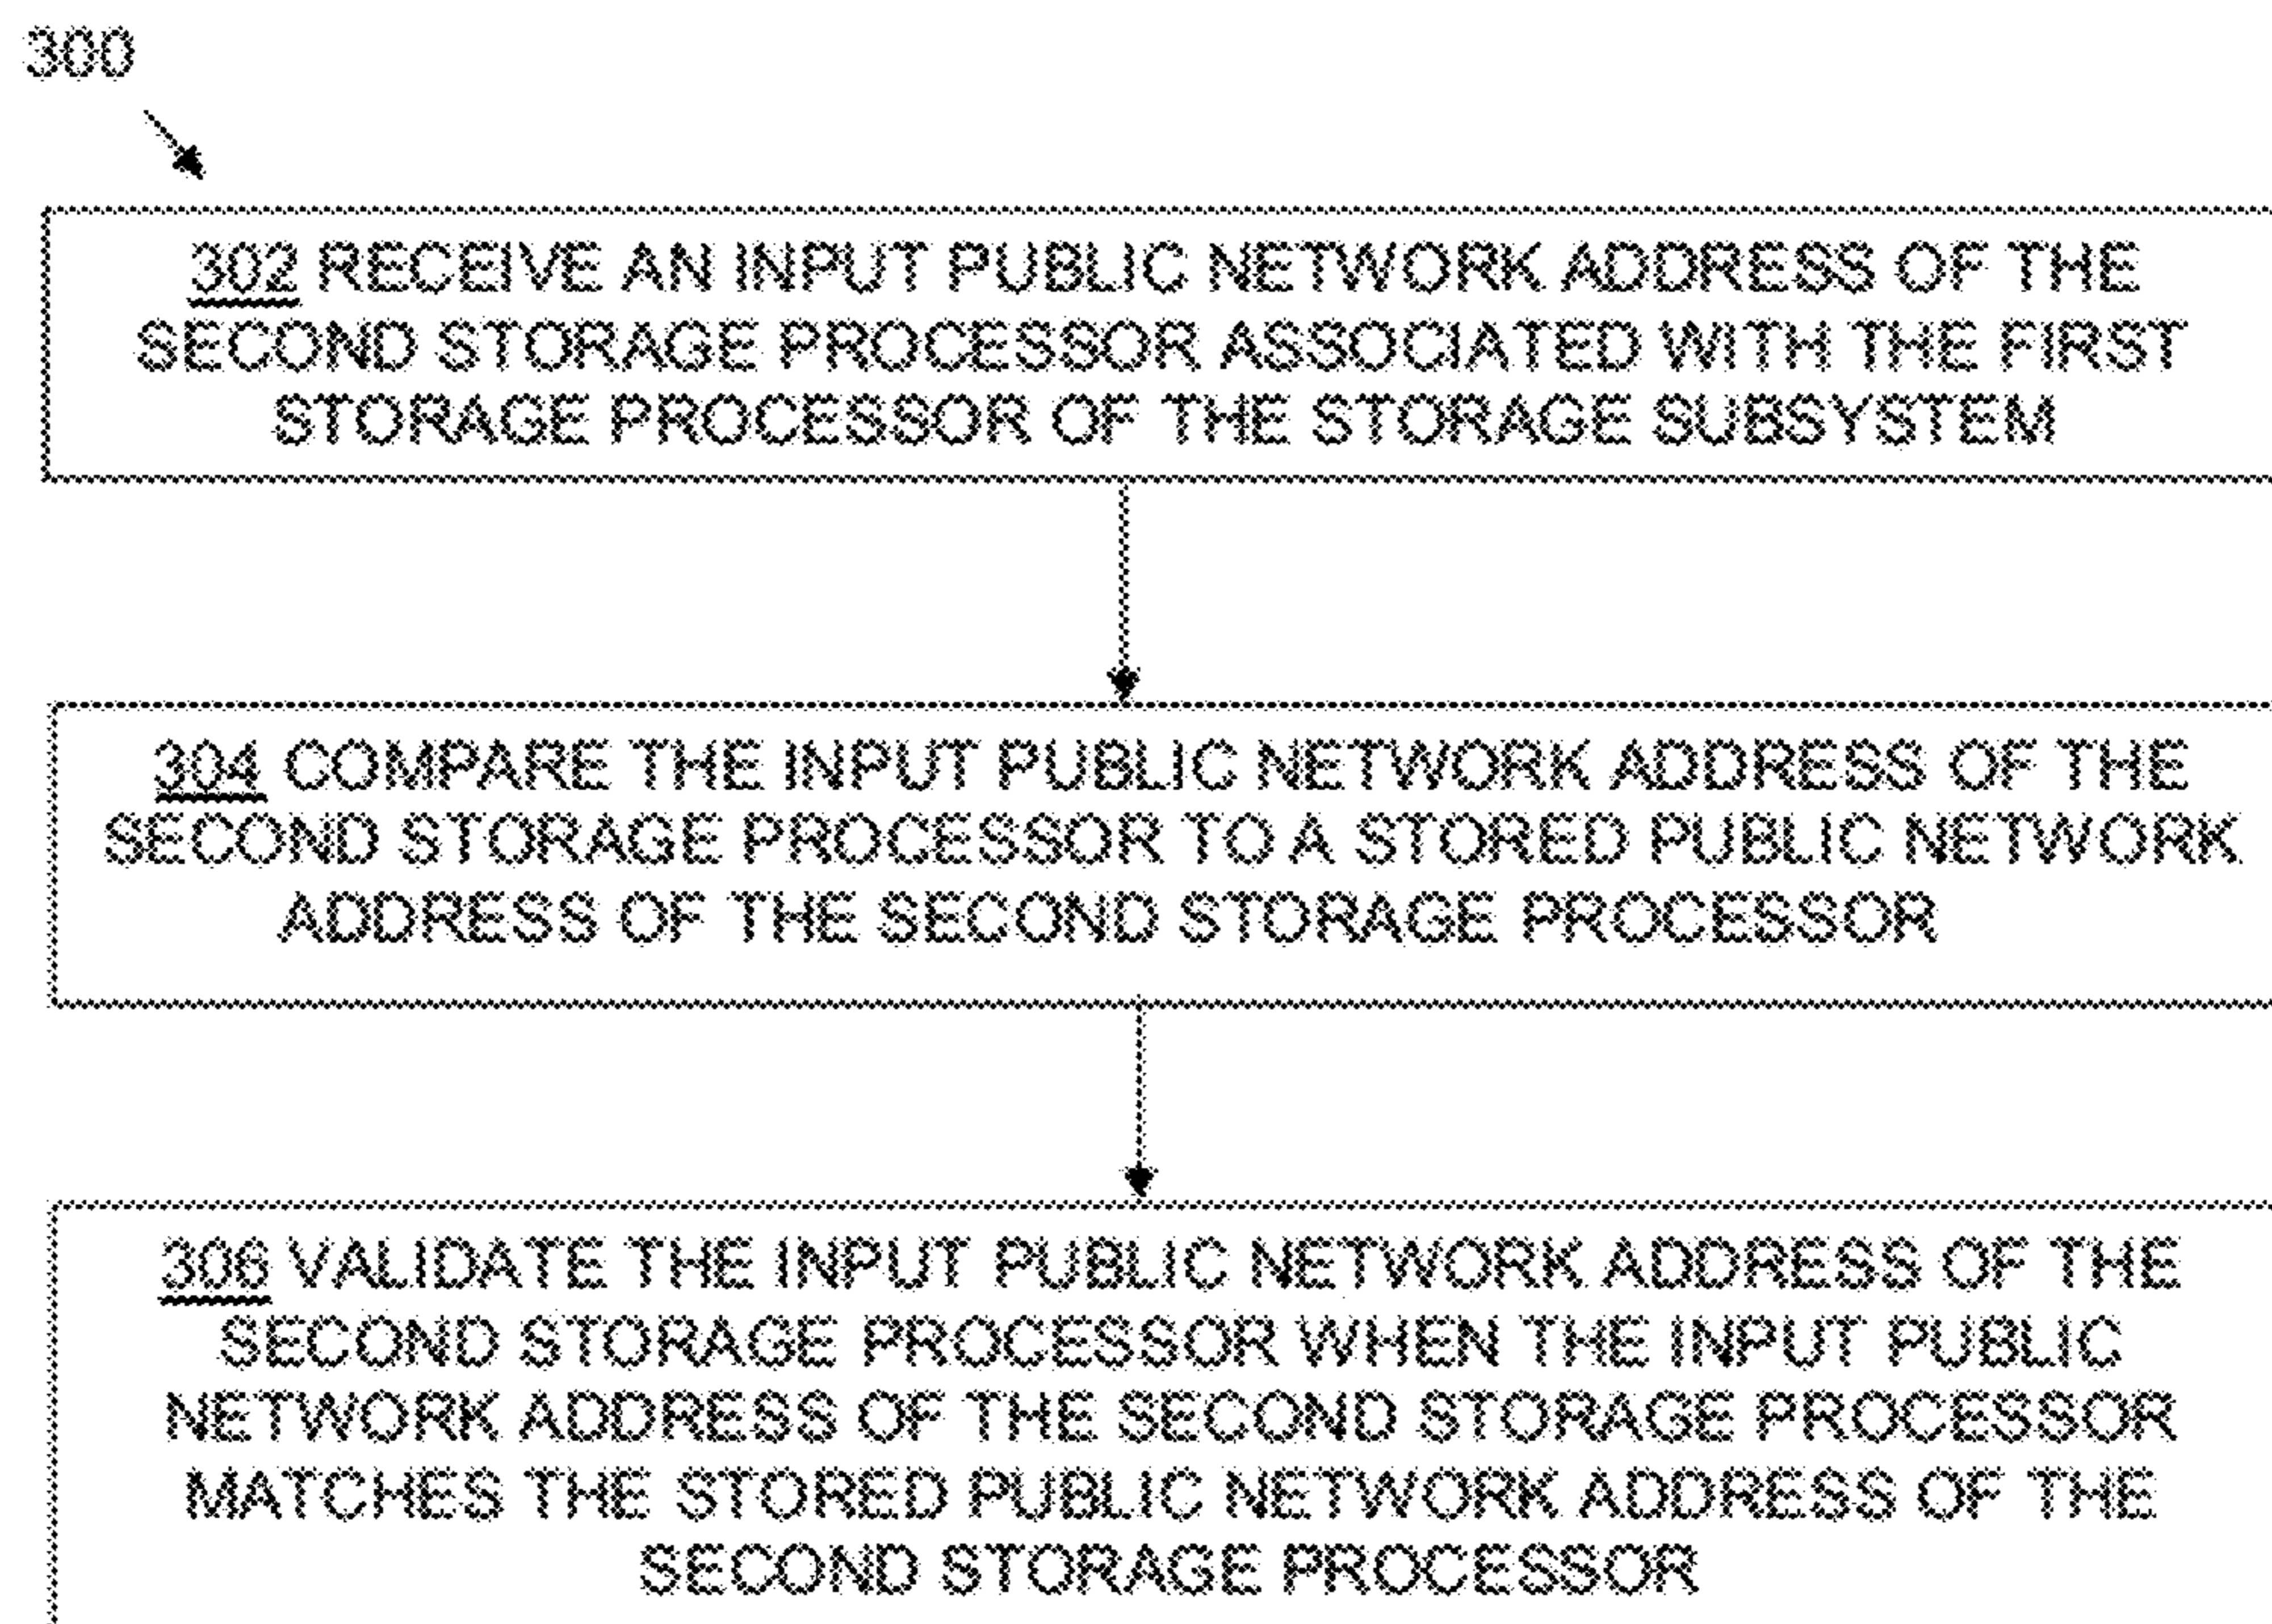 300
302 RECEIVE AN INPUT PUBLIC NETWORK ADDRESS OF THE
SECOND STORAGE PROCESSOR ASSOCIATED WITH THE FIRST
STORAGE PROCESSOR OF THE STORAGE SUBSYSTEM
304 COMPARE THE INPUT PUBLIC NETWORK ADDRESS OF THE
SECOND STORAGE PROCESSOR TO A STORED PUBLIC NETWORK
ADDRESS OF THE SECOND STORAGE PROCESSOR
306 VALIDATE THE INPUT PUBLIC NETWORK ADDRESS OF THE
SECOND STORAGE PROCESSOR WHEN THE INPUT PUBLIC
NETWORK ADDRESS OF THE SECOND STORAGE PROCESSOR
MATCHES THE STORED PUBLIC NETWORK ADDRESS OF THE
SECOND STORAGE PROCESSOR